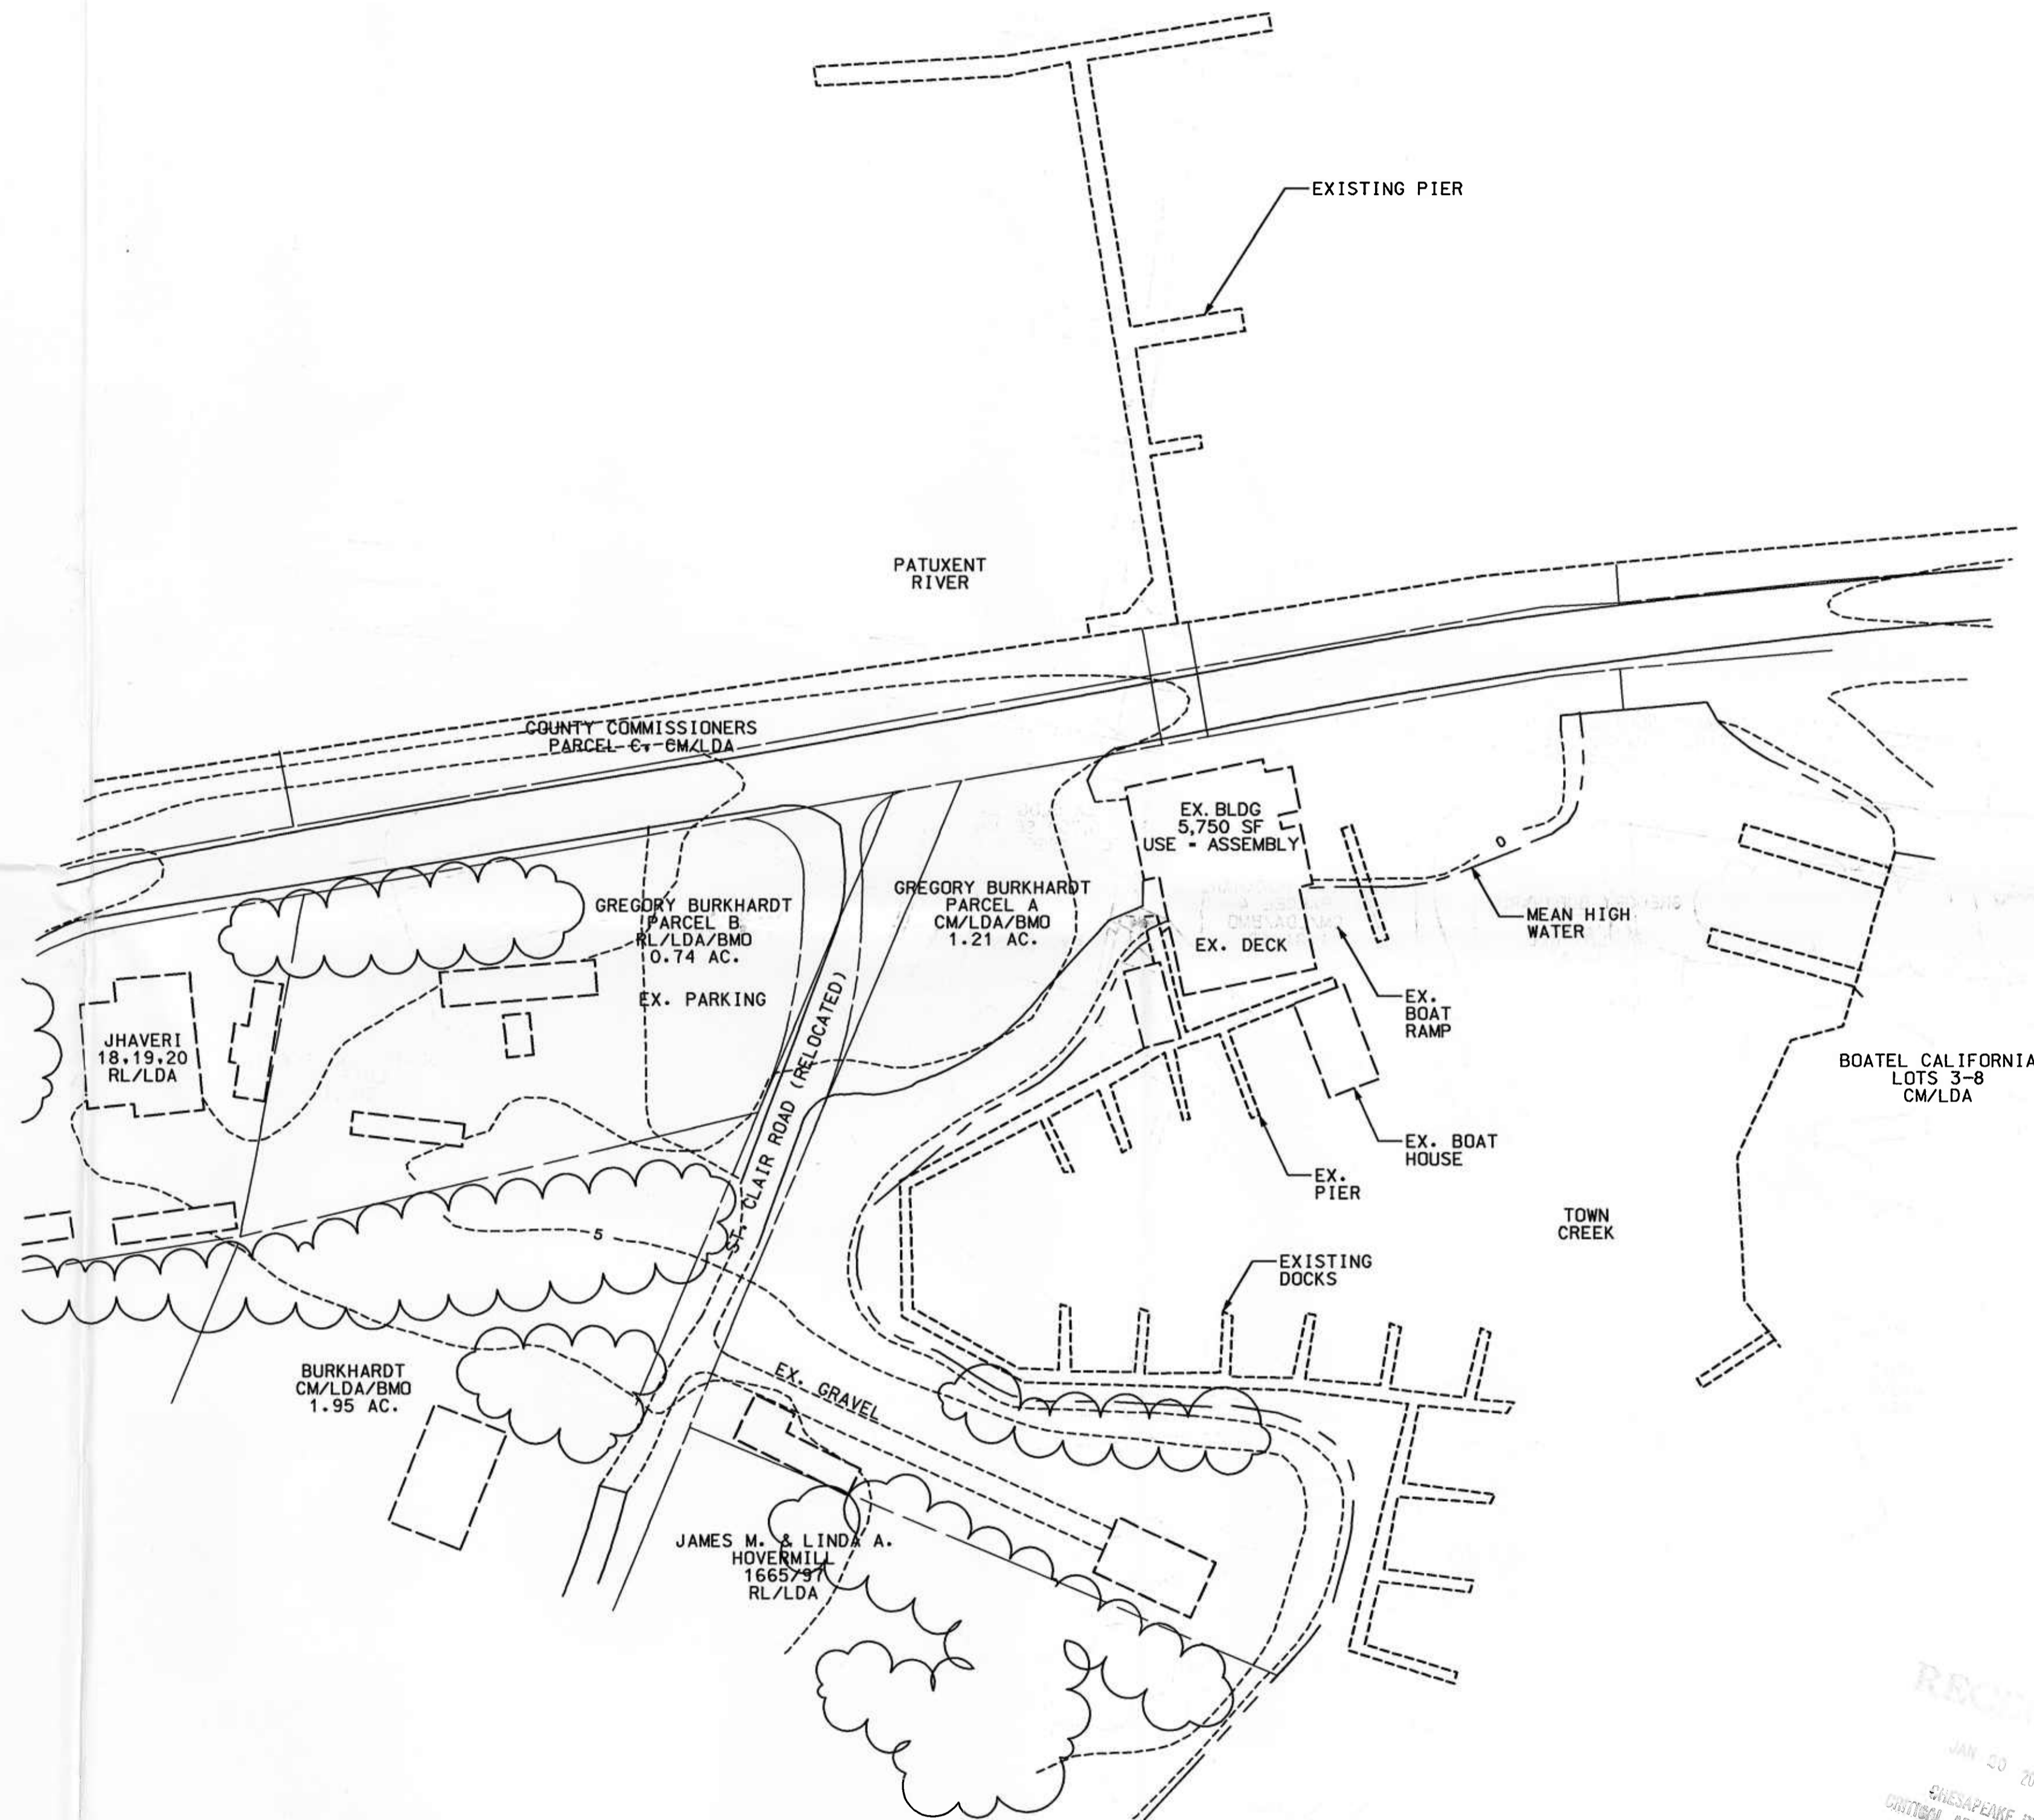 EXISTING PIER
PATUXENT
RIVER
COUNTY COMMISSIONERS
PARCEL C, CM/LDA
EX. BLDG
5,750 SF
USE = ASSEMBLY
0
GREGORY BURKHARDT
PARCEL B
RL/LDA/BMO
0.74 AC.
EX. PARKING
GREGORY BURKHARDT
PARCEL A
CM/LDA/BMO
1.21 AC.
MEAN HIGH
WATER
EX. DECK
EX.
BOAT
RAMP
JHAVERI
18,19,20
RL/LDA
ST. CLAIR ROAD (RELOCATED)
BOATEL CALIFORNIA
LOTS 3-8
CM/LDA
EX. BOAT
HOUSE
EX.
PIER
TOWN
CREEK
5
EXISTING
DOCKS
BURKHARDT
CM/LDA/BMO
1.95 AC.
EX. GRAVEL
JAMES M. & LINDA A.
HOVERMILL
1665/97
RL/LDA
JAN 30 20
CHESAPEAKE